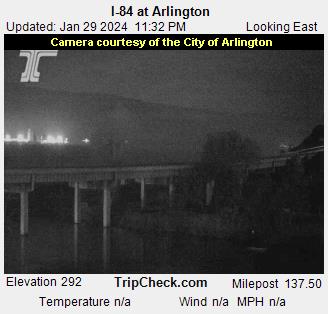 I-84 at Arlington
Updated: Jan 29 2024 11:32 PM Looking East
Camera courtesy of the City of Arlington
Elevation 292 TripCheck.com Milepost 137.50
Temperature n/a Wind n/a MPH n/a